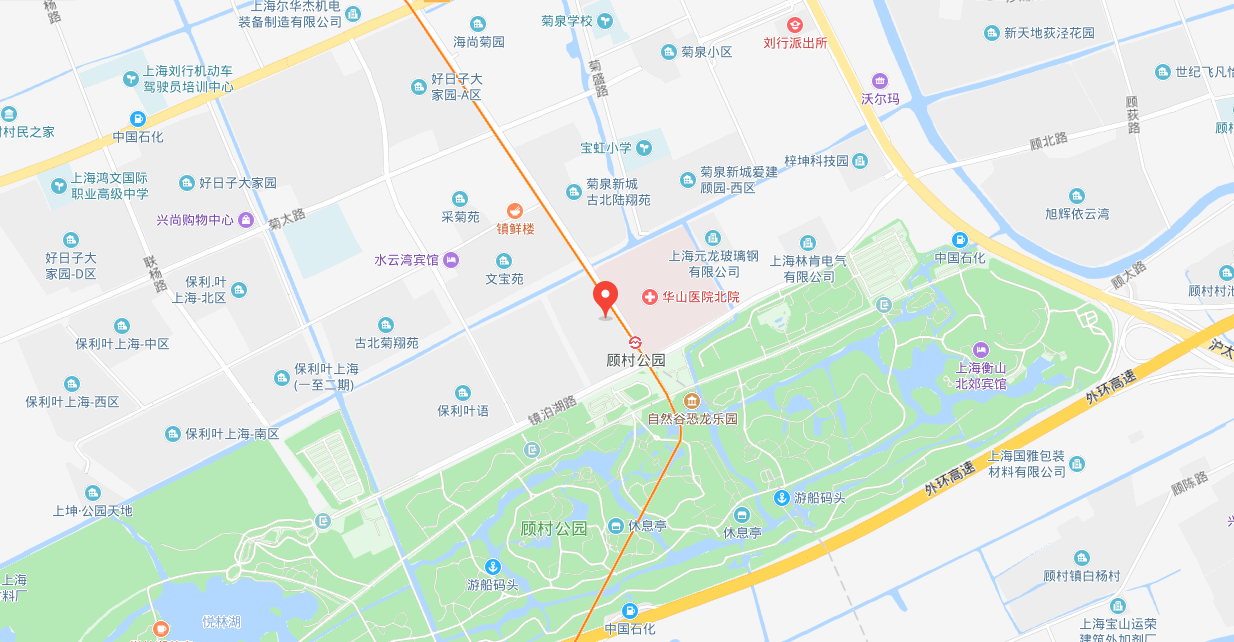 杨
路
上海尔华杰机电
装备制造有限公司
海尚菊园
菊泉学校
菊泉小区
刘行派出所
新天地荻泾花园
世纪飞凡怡
上海刘行机动车
驾驶员培训中心
好日子大
家园-A区
菊盛路
沃尔玛
顾荻路
顾村
村民之家
中国石化
宝虹小学
顾北路
上海鸿文国际
职业高级中学
好日子大家园
采菊苑
菊泉新城
古北陆翔苑
菊泉新城爱建
顾园-西区
梓坤科技园
旭辉依云湾
兴尚购物中心
菊太路
镇鲜楼
好日子大
家园-D区
联杨路
水云湾宾馆
文宝苑
上海元龙玻璃钢
有限公司
上海林肯电气
有限公司
中国石化
顾太路
保利.叶
上海-北区
华山医院北院
顾村村沁
保利叶上海-中区
古北菊翔苑
顾村公园
沪太
上海衡山
北郊宾馆
外环高速
保利叶上海
(一至二期)
保利叶上海-西区
保利叶语
镜泊湖路
自然谷恐龙乐园
保利叶上海-南区
上海国雅包装
材料有限公司
外环高速
顾陈路
上坤·公园天地
游船码头
顾村公园
休息亭
休息亭
上海
料厂
游船码头
顾村镇白杨村
悦林湖
中国石化
上海宝山运荣
建筑外加剂厂